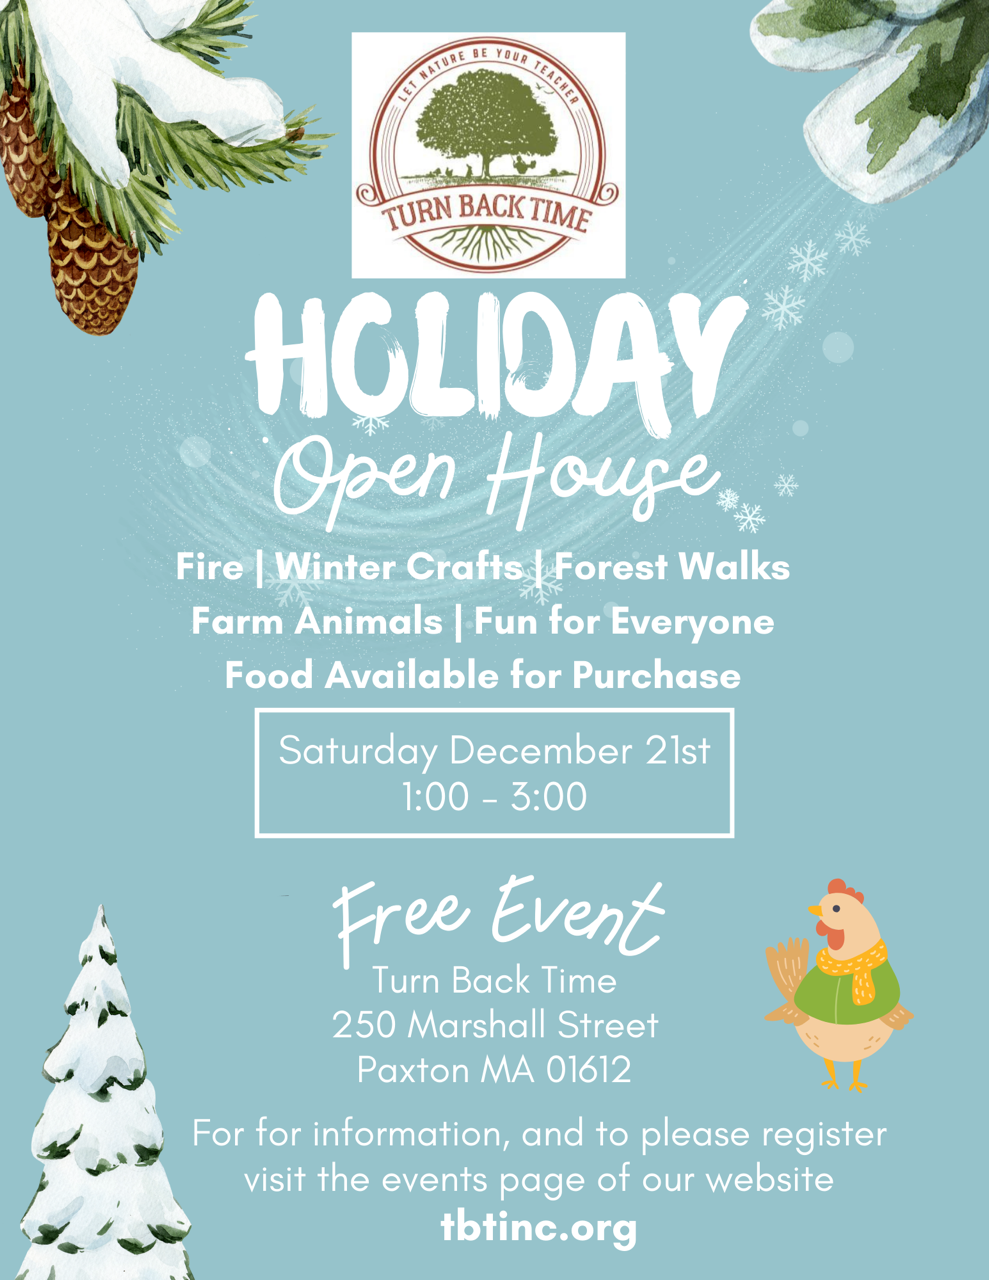 LET NATURE BE YOUR TEACHER
TURN BACK TIME
HOLIDAY
Open House
Fire | Winter Crafts | Forest Walks
Farm Animals | Fun for Everyone
Food Available for Purchase
Saturday December 21st
1:00 - 3:00
Free Event
Turn Back Time
250 Marshall Street
Paxton MA 01612
For for information, and to please register
visit the events page of our website
tbtinc.org